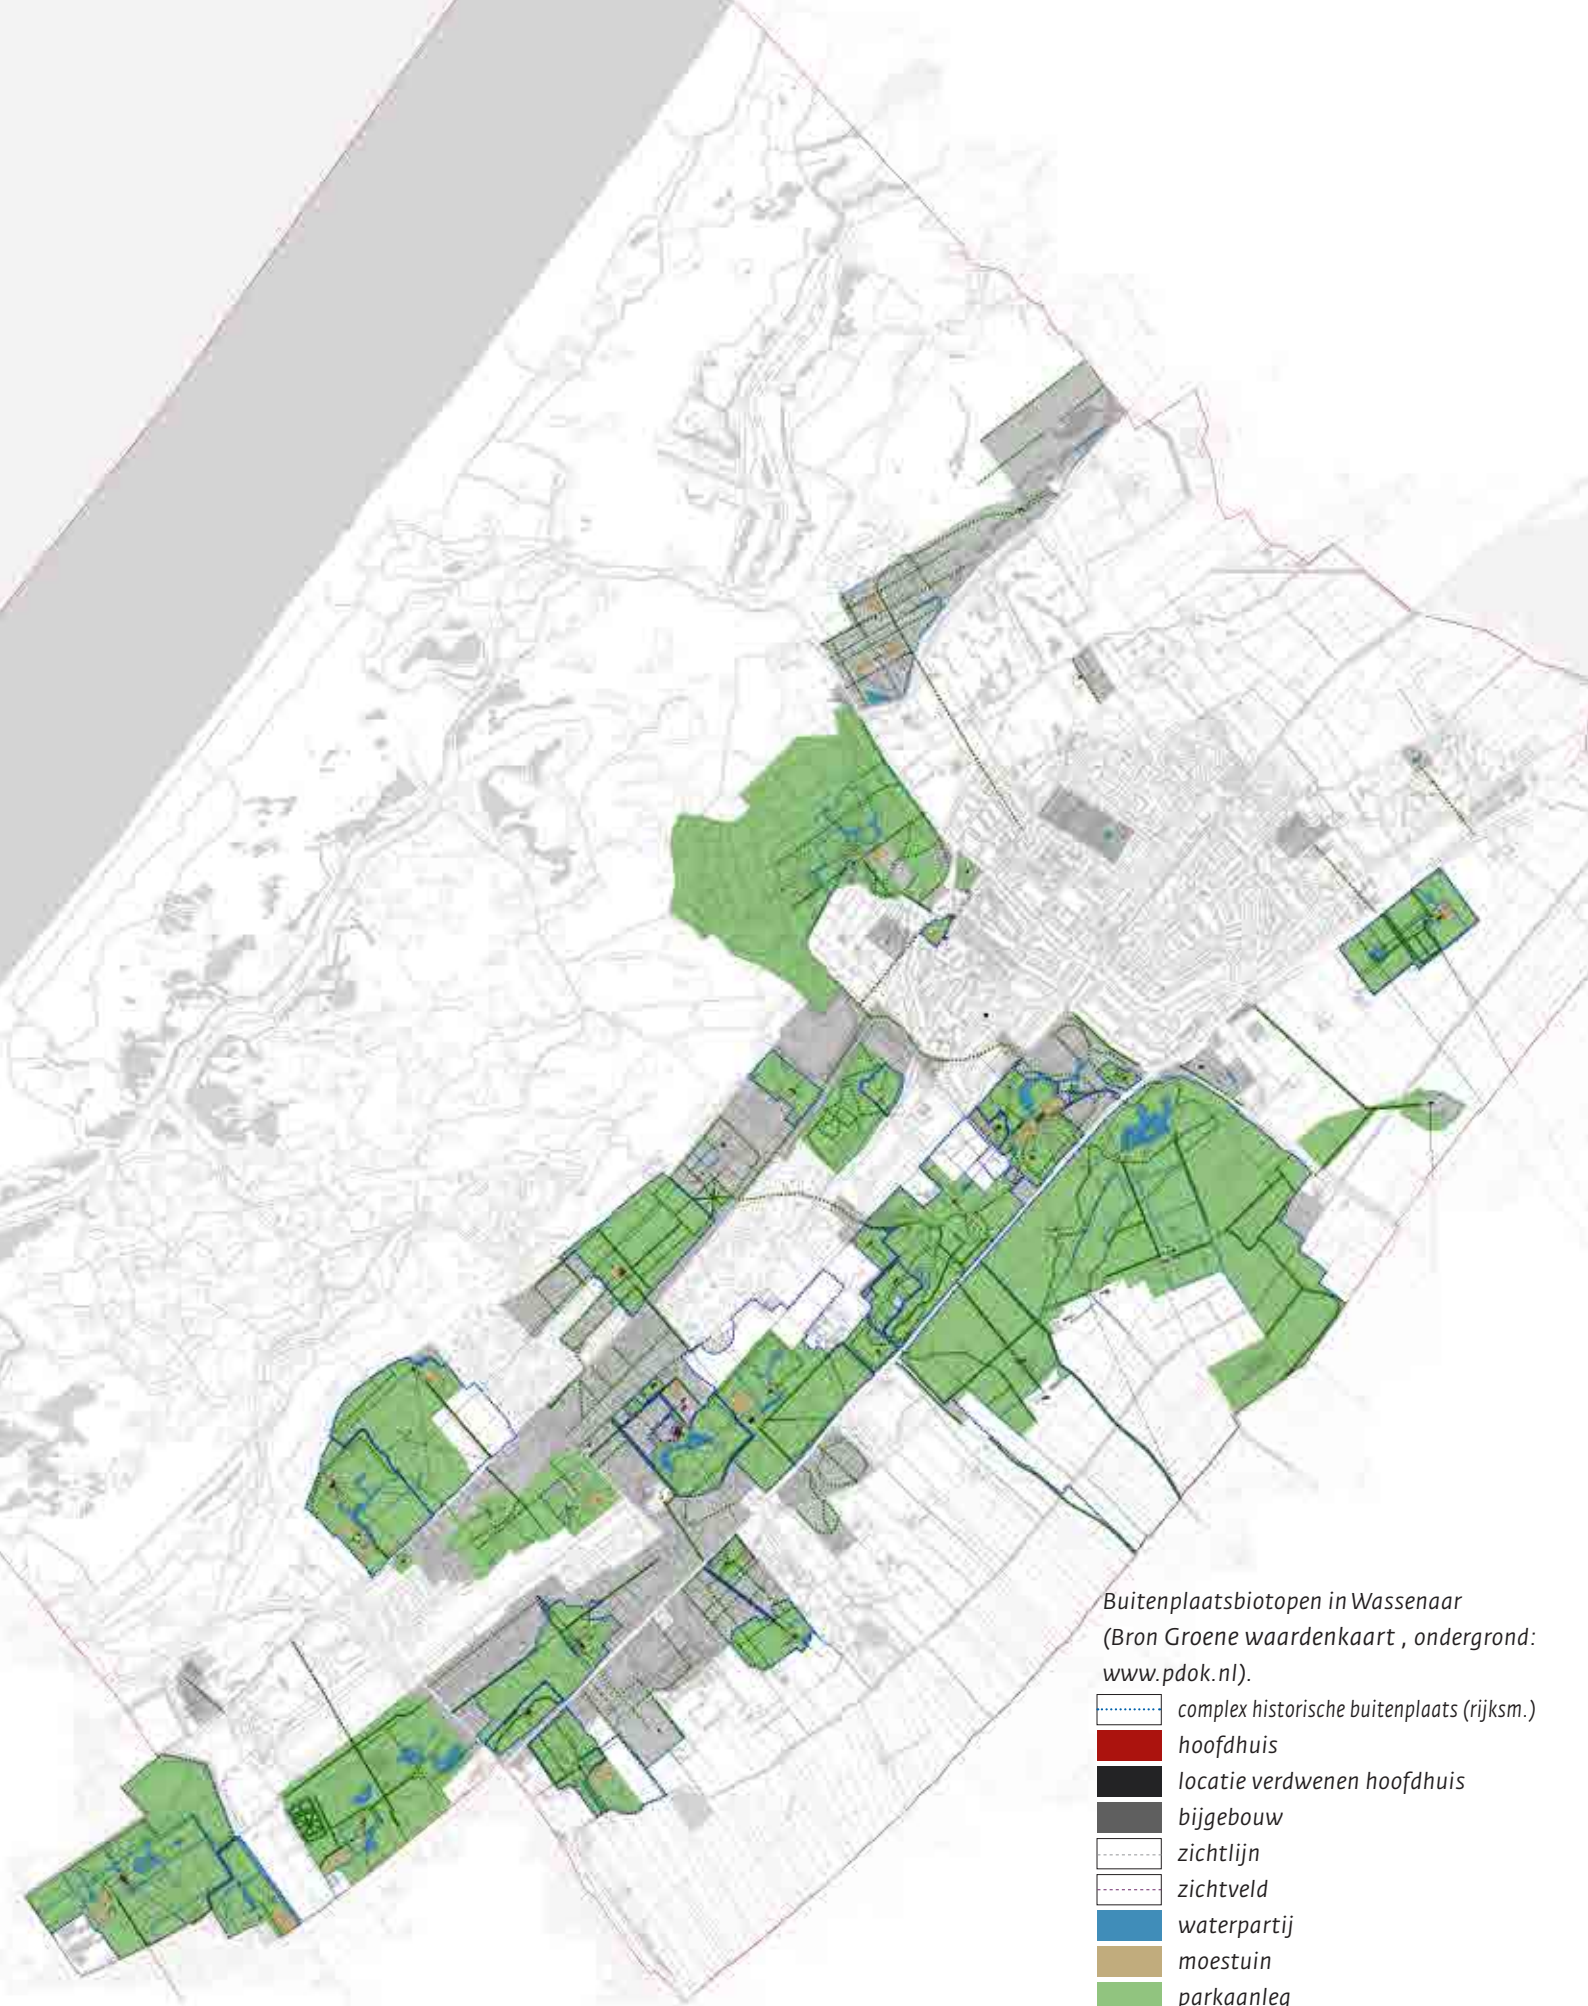 Buitenplaatsbiotopen in Wassenaar
(Bron Groene waardenkaart , ondergrond:
www.pdok.nl).
complex historische buitenplaats (rijksm.)
hoofdhuis
locatie verdwenen hoofdhuis
bijgebouw
zichtlijn
zichtveld
waterpartij
moestuin
parkaanleg